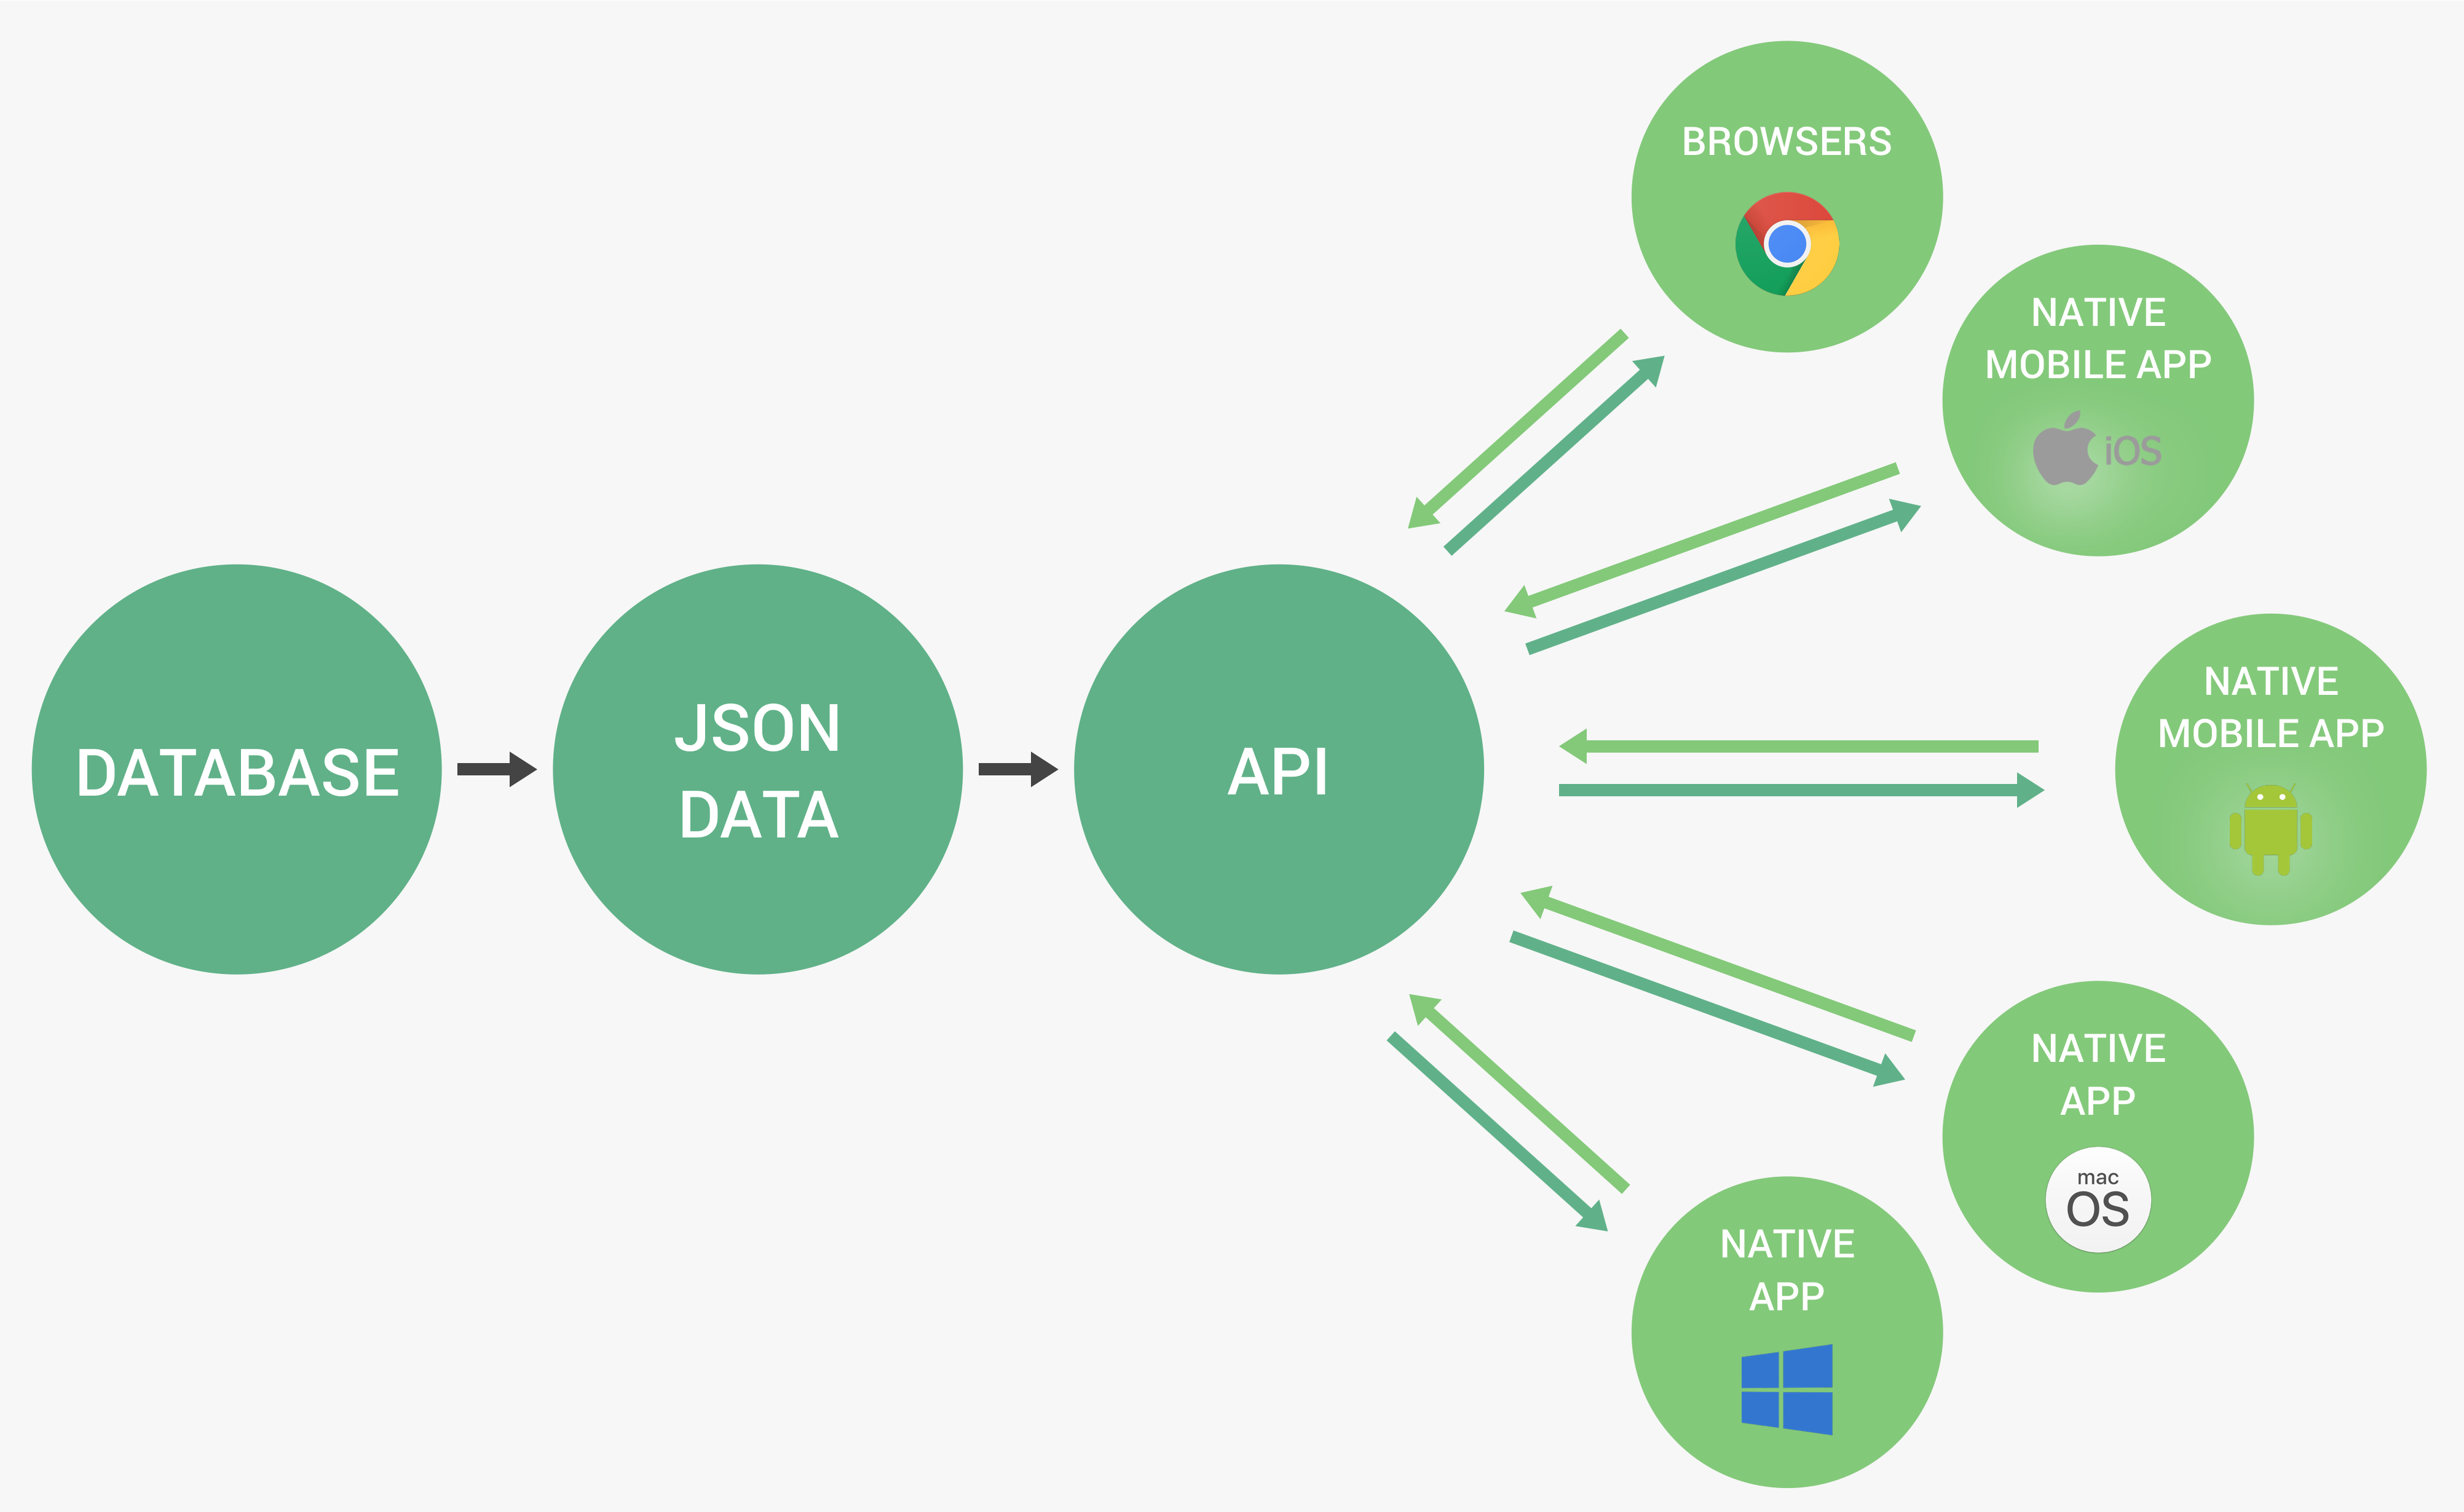 DATABASE
JSON
DATA
API
BROWSERS
NATIVE
MOBILE APP
iOS
NATIVE
MOBILE APP
NATIVE
APP
mac
OS
NATIVE
APP